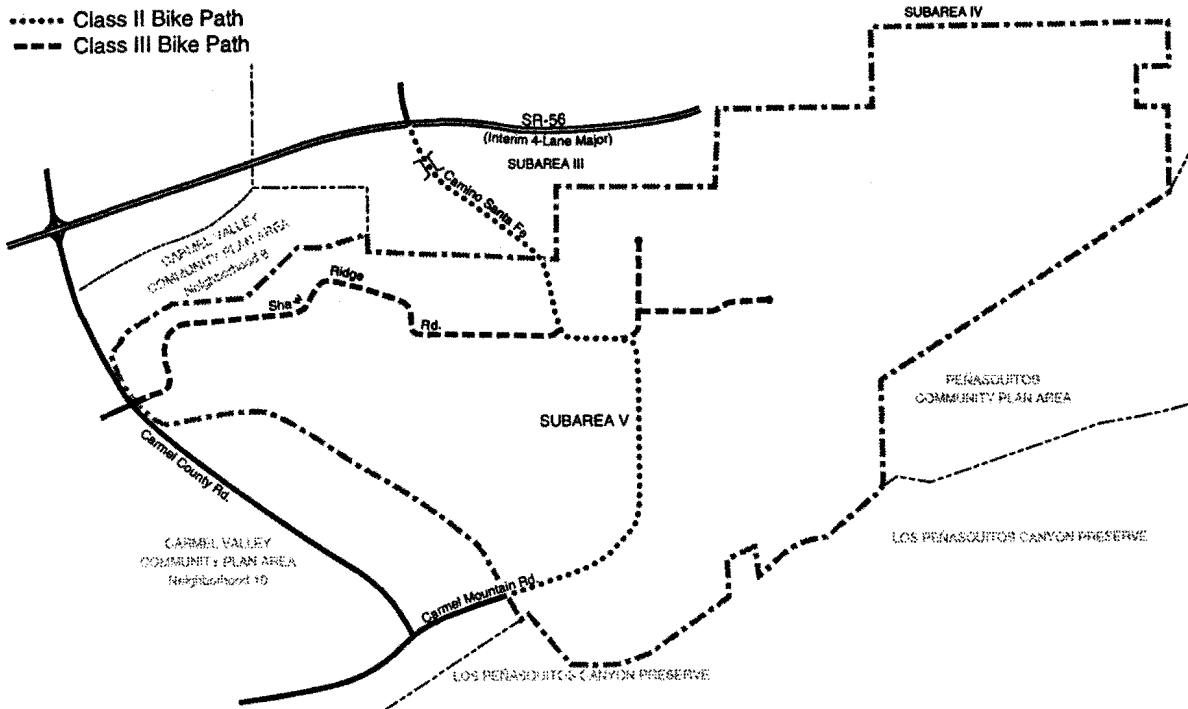 Class II Bike Path
Class III Bike Path
SUBAREA IV
SR-56
(Interim 4-Lane Major)
SUBAREA III
Camino Santa Fe
CARMEL VALLEY
COMMUNITY PLAN AREA
Neighborhood 8
Shaw
Ridge
Rd.
PEÑASQUITOS
COMMUNITY PLAN AREA
SUBAREA V
Carmel County Rd.
CARMEL VALLEY
COMMUNITY PLAN AREA
Neighborhood 10
LOS PEÑASQUITOS CANYON PRESERVE
Carmel Mountain Rd.
LOS PEÑASQUITOS CANYON PRESERVE